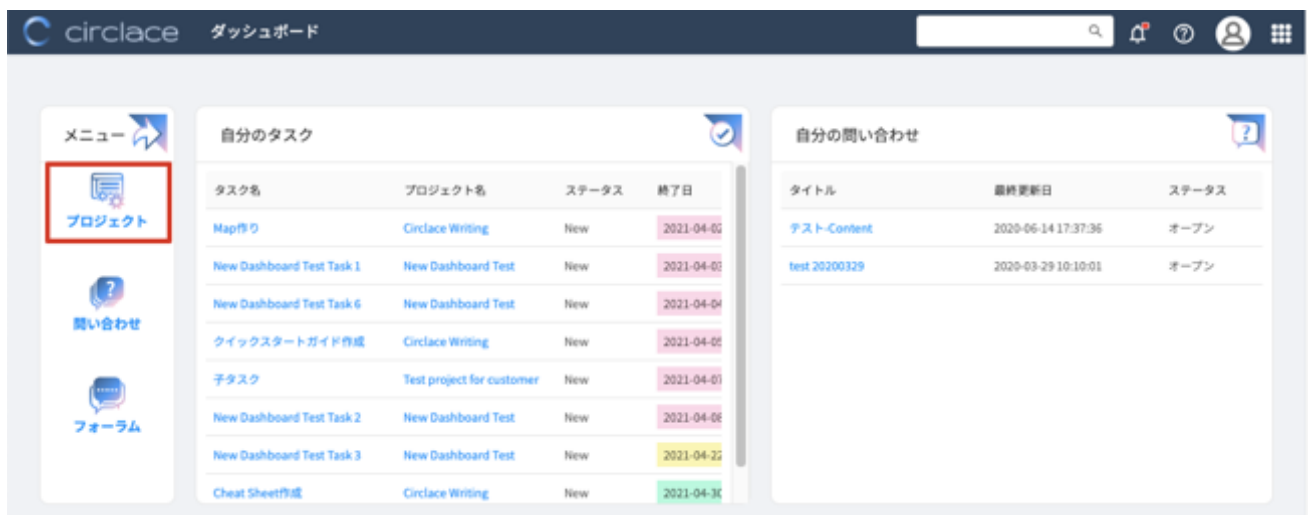 circlace ダッシュボード
メニュー
プロジェクト
問い合わせ
フォーラム
自分のタスク
タスク名 プロジェクト名 ステータス 終了日
Map作り Circlace Writing New 2021-04-02
New Dashboard Test Task 1 New Dashboard Test New 2021-04-03
New Dashboard Test Task 6 New Dashboard Test New 2021-04-04
クイックスタートガイド作成 Circlace Writing New 2021-04-05
子タスク Test project for customer New 2021-04-07
New Dashboard Test Task 2 New Dashboard Test New 2021-04-08
New Dashboard Test Task 3 New Dashboard Test New 2021-04-22
Cheat Sheet作成 Circlace Writing New 2021-04-30
自分の問い合わせ
タイトル 最終更新日 ステータス
テスト-Content 2020-06-14 17:37:36 オープン
test 20200329 2020-03-29 10:10:01 オープン